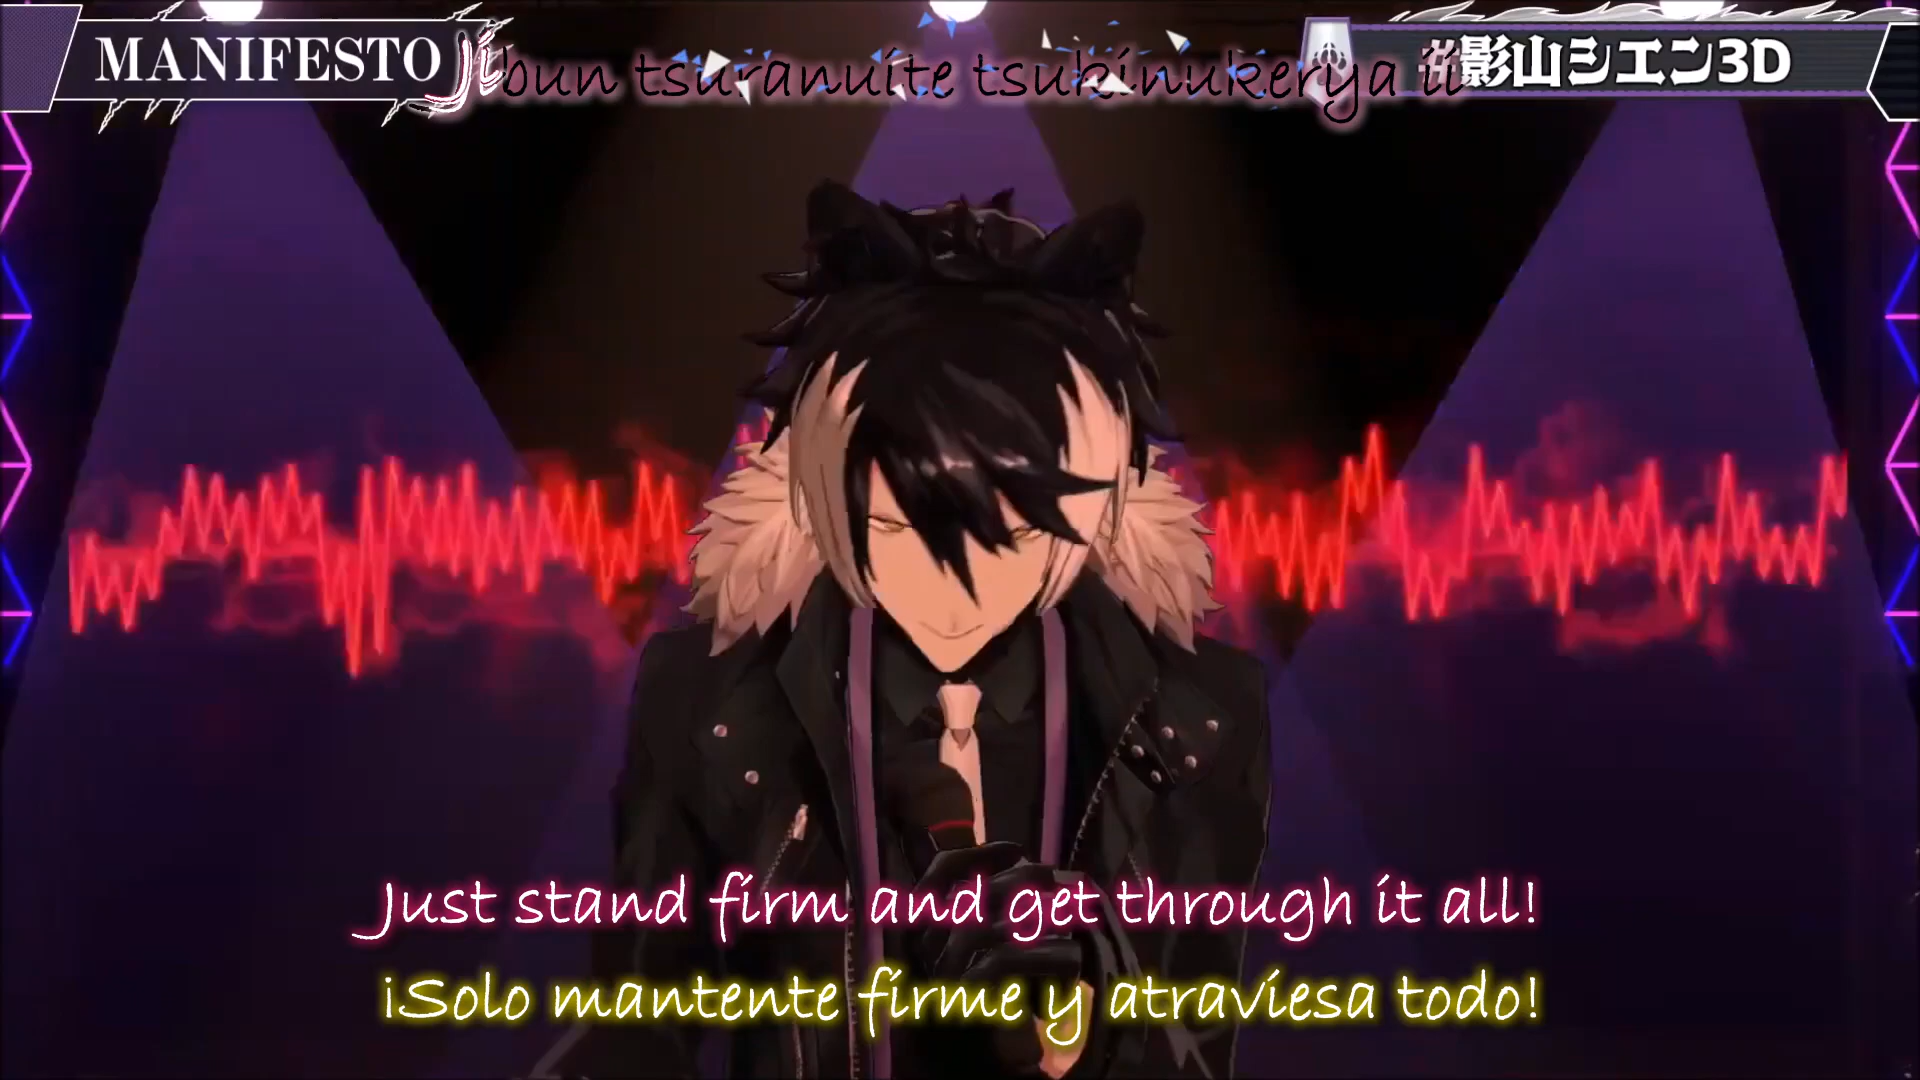 MANIFESTO
Jibun tsuranuite tsukinukerya ii
#影山シエン3D
Just stand firm and get through it all!
¡Solo mantente firme y atraviesa todo!